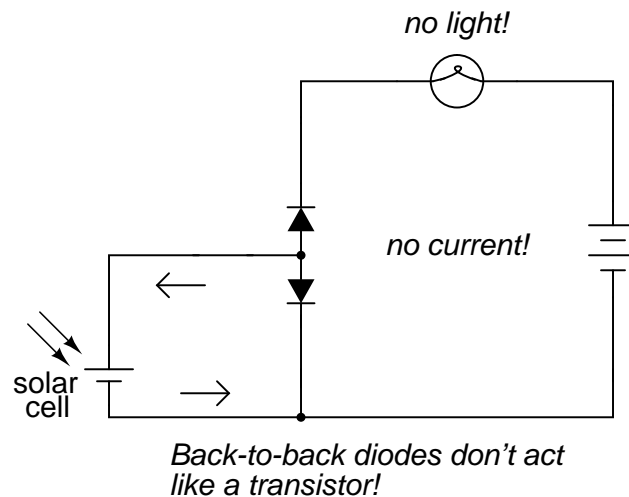 no light!
no current!
solar
cell
Back-to-back diodes don’t act
like a transistor!